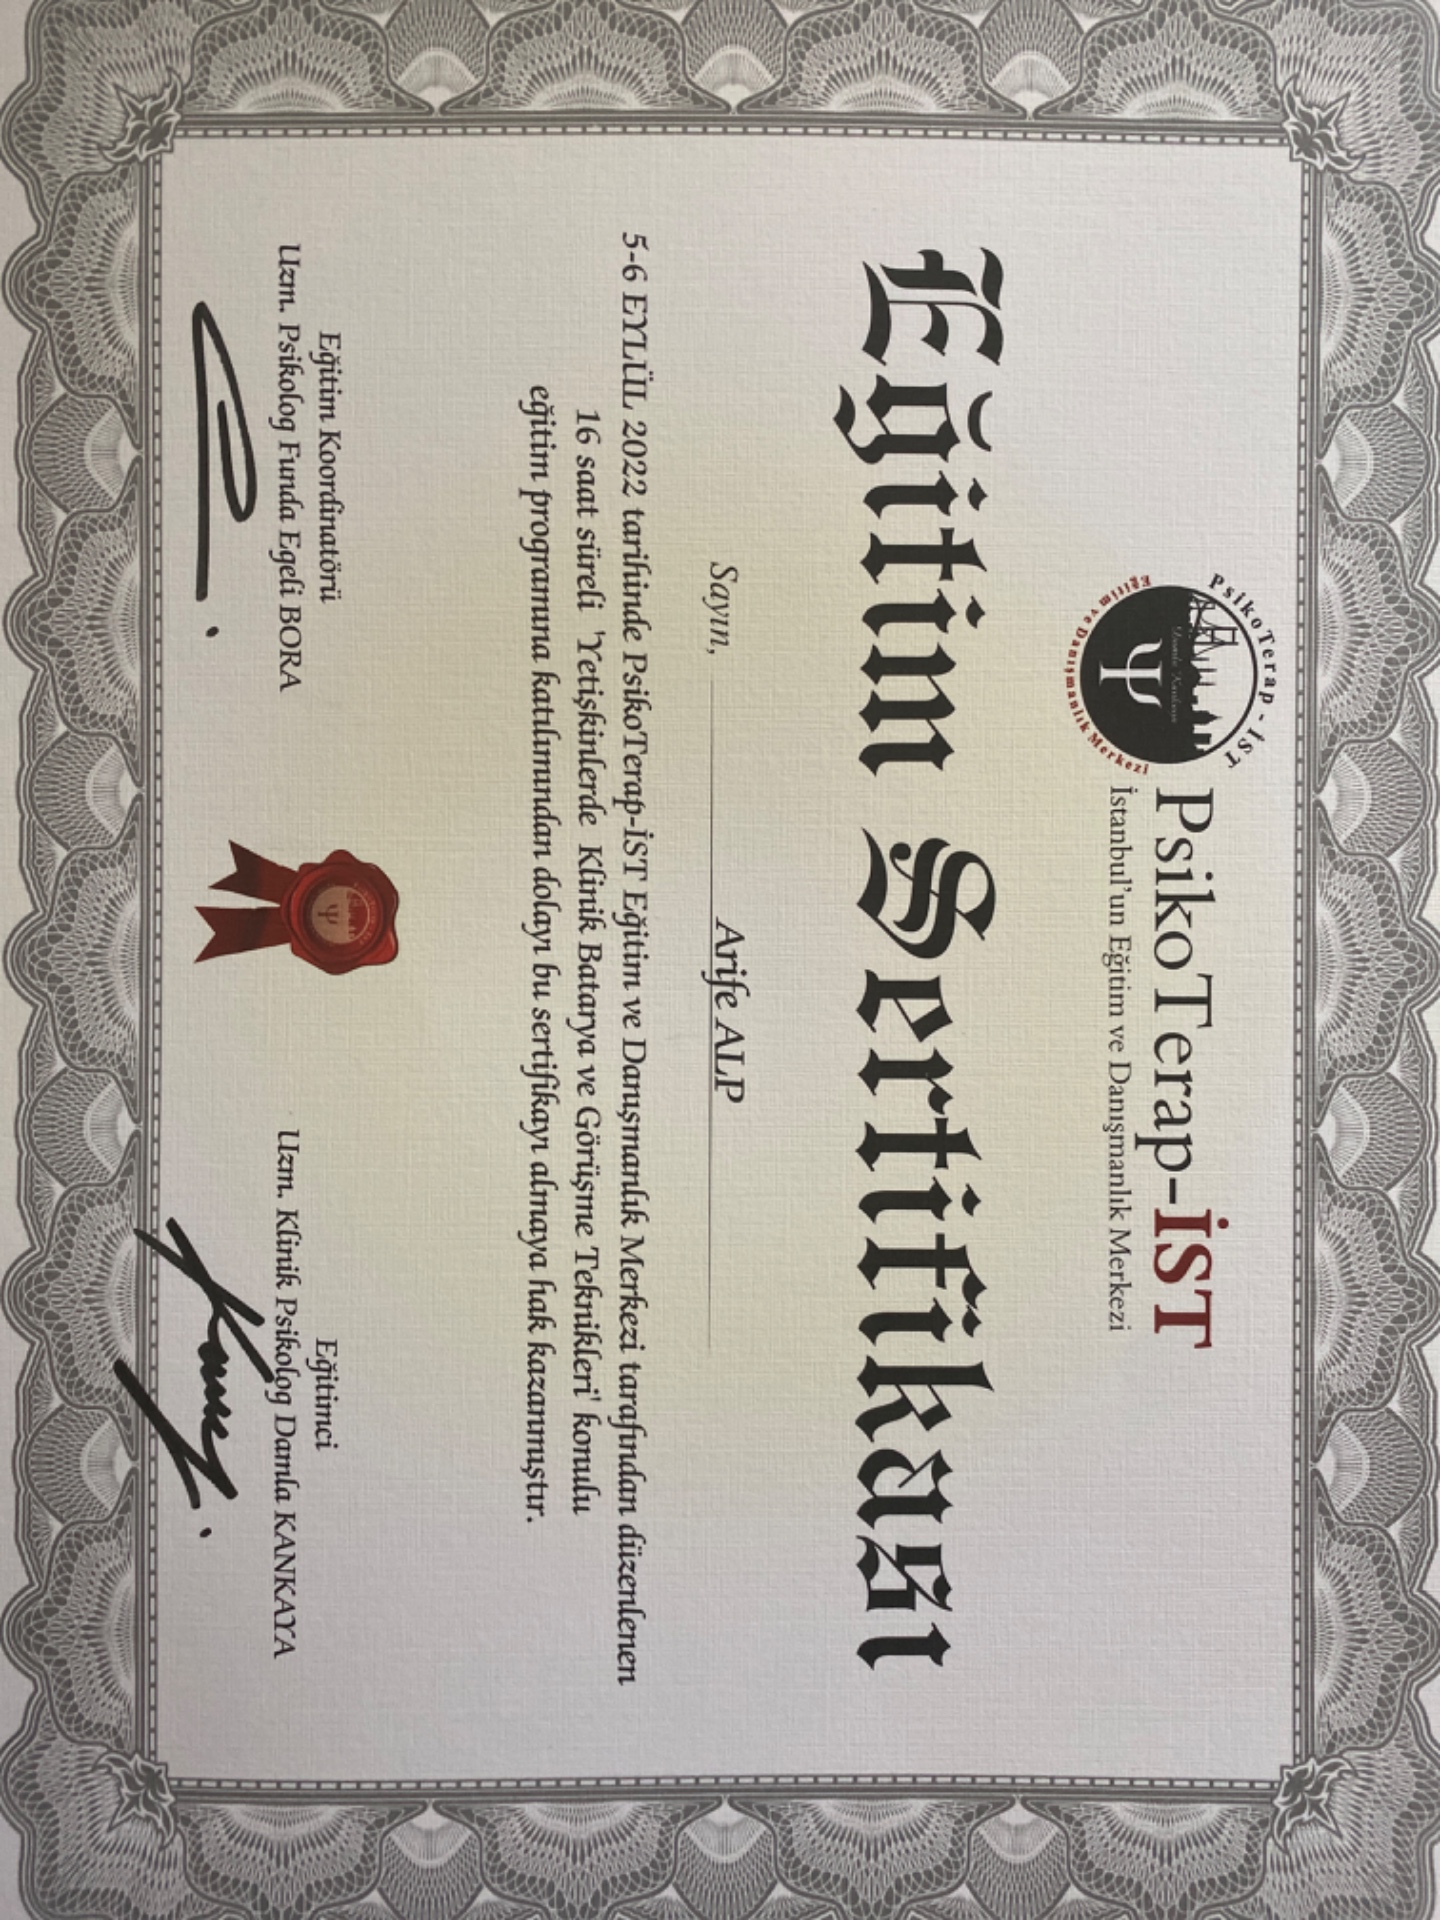 PsikoTerap - İST
Eğitim ve Danışmanlık Merkezi
PsikoTerap-İST
İstanbul'un Eğitim ve Danışmanlık Merkezi
Eğitim Sertifikası
Sayın, Arife ALP
5-6 EYLÜL 2022 tarihinde PsikoTerap-İST Eğitim ve Danışmanlık Merkezi tarafından düzenlenen
16 saat süreli 'Yetişkinlerde Klinik Batarya ve Görüşme Teknikleri' konulu
eğitim programına katılımından dolayı bu sertifikayı almaya hak kazanmıştır.
Eğitim Koordinatörü
Uzm. Psikolog Funda Egeli BORA
Eğitimci
Uzm. Klinik Psikolog Damla KANKAYA